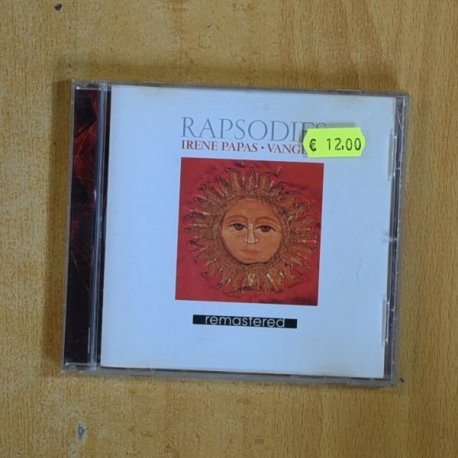 RAPSODIES
IRENE PAPAS • VANG
€ 12.00
remastered